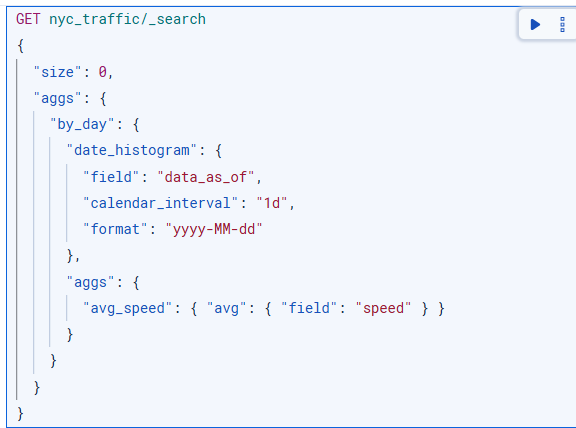 GET nyc_traffic/_search
{
  "size": 0,
  "aggs": {
    "by_day": {
      "date_histogram": {
        "field": "data_as_of",
        "calendar_interval": "1d",
        "format": "yyyy-MM-dd"
      },
      "aggs": {
        "avg_speed": { "avg": { "field": "speed" } }
      }
    }
  }
}